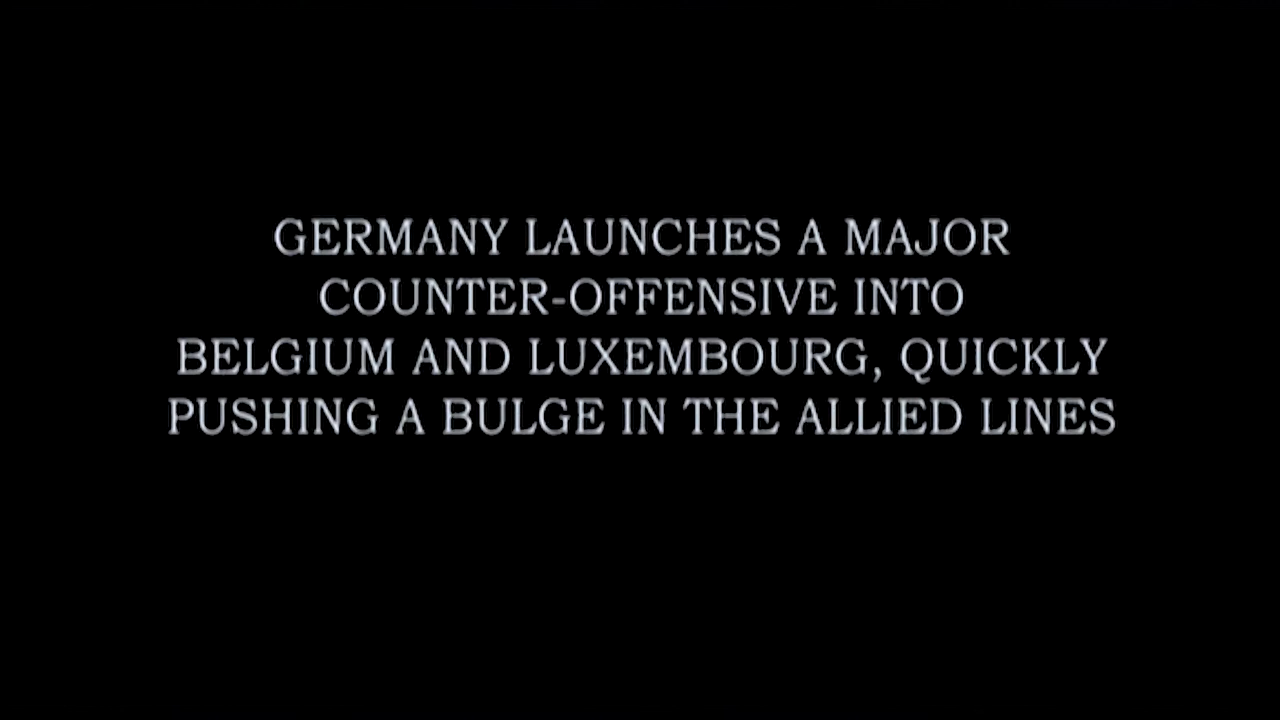 GERMANY LAUNCHES A MAJOR
COUNTER-OFFENSIVE INTO
BELGIUM AND LUXEMBOURG, QUICKLY
PUSHING A BULGE IN THE ALLIED LINES